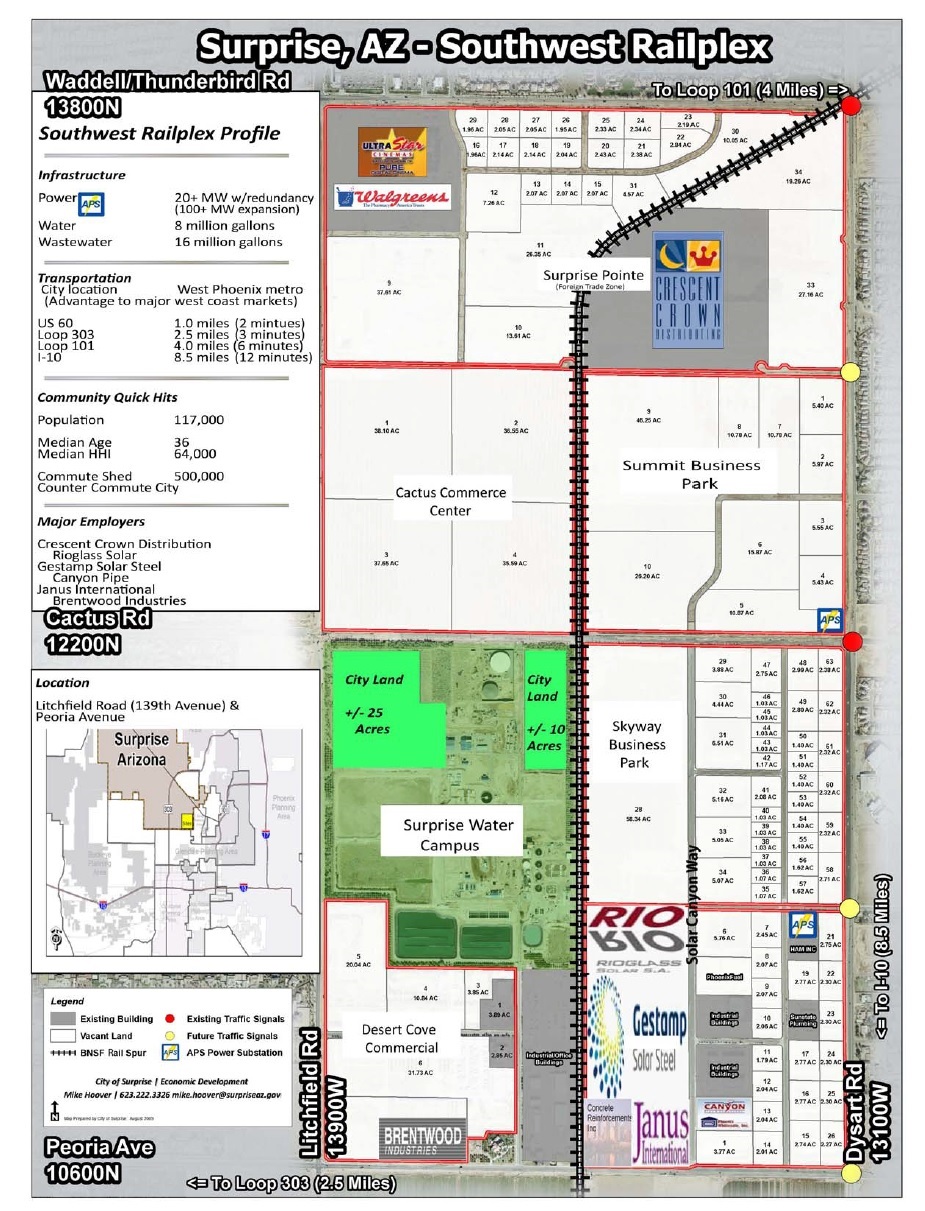 Surprise, AZ - Southwest Railplex
Waddell/Thunderbird Rd
13800N
To Loop 101 (4 Miles) =>
Southwest Railplex Profile
Infrastructure
Power APS 20+ MW w/redundancy
(100+ MW expansion)
Water 8 million gallons
Wastewater 16 million gallons
Transportation
City location West Phoenix metro
(Advantage to major west coast markets)
US 60 1.0 miles (2 mintues)
Loop 303 2.5 miles (3 minutes)
Loop 101 4.0 miles (6 minutes)
I-10 8.5 miles (12 minutes)
Community Quick Hits
Population 117,000
Median Age 36
Median HHI 64,000
Commute Shed 500,000
Counter Commute City
Major Employers
Crescent Crown Distribution
Rioglass Solar
Gestamp Solar Steel
Canyon Pipe
Janus International
Brentwood Industries
Cactus Rd
12200N
Location
Litchfield Road (139th Avenue) &
Peoria Avenue
Surprise
Arizona
303
Phoenix
Planning
Area
Legend
Existing Building
Vacant Land
BNSF Rail Spur
Existing Traffic Signals
Future Traffic Signals
APS APS Power Substation
City of Surprise | Economic Development
Mike Hoover | 623.222.3326 mike.hoover@surpriseaz.gov
N
Map Prepared by City of Surprise August 2003
Peoria Ave
10600N
<= To Loop 303 (2.5 Miles)
Litchfield Rd
13900W
Dysart Rd
13100W
<= To I-10 (8.5 Miles)
Solar Canyon Way
ULTRA Star
CINEMAS
PURE
Walgreens
29
1.96 AC
28
2.05 AC
27
2.05 AC
26
1.95 AC
25
2.33 AC
24
2.34 AC
23
2.19 AC
22
2.94 AC
30
10.05 AC
16
1.96AC
17
2.14 AC
18
2.14 AC
19
2.04 AC
20
2.43 AC
21
2.38 AC
34
19.26 AC
12
7.26 AC
13
2.07 AC
14
2.07 AC
15
2.07 AC
31
4.57 AC
11
26.35 AC
9
37.61 AC
10
13.61 AC
33
27.16 AC
Surprise Pointe
(Foreign Trade Zone)
CRESCENT
CROWN
DISTRIBUTING
1
38.10 AC
2
36.55 AC
Cactus Commerce
Center
3
37.65 AC
4
35.59 AC
9
46.25 AC
8
10.78 AC
7
10.78 AC
1
5.40 AC
2
5.97 AC
Summit Business
Park
3
5.55 AC
6
15.97 AC
10
26.20 AC
4
5.43 AC
5
16.87 AC
APS
City Land
+/- 25
Acres
City
Land
+/- 10
Acres
Surprise Water
Campus
Skyway
Business
Park
28
58.34 AC
29
3.88 AC
30
4.44 AC
31
6.51 AC
32
5.16 AC
33
5.05 AC
34
5.07 AC
47
2.75 AC
46
1.03 AC
45
1.03 AC
44
1.03 AC
43
1.03 AC
42
1.17 AC
41
2.08 AC
40
1.03 AC
39
1.03 AC
38
1.03 AC
37
1.03 AC
36
1.07 AC
35
1.07 AC
48
2.99 AC
49
2.80 AC
50
1.40 AC
51
1.40 AC
52
1.40 AC
53
1.40 AC
54
1.40 AC
55
1.40 AC
56
1.62 AC
57
1.62 AC
63
2.38 AC
62
2.32 AC
61
2.32 AC
60
2.32 AC
59
2.32 AC
58
2.71 AC
5
20.04 AC
4
10.84 AC
3
3.85 AC
1
3.89 AC
2
2.95 AC
Desert Cove
Commercial
6
31.73 AC
BRENTWOOD
INDUSTRIES
Industrial/Office
Buildings
RIO
RIOGLASS
SOLAR S.A.
Gestamp
Solar Steel
Concrete
Reinforcements
Inc
Janus
International
6
5.76 AC
PhoenixFuel
Industrial
Buildings
Industrial
Buildings
CANYON
1
3.77 AC
7
2.45 AC
8
2.07 AC
9
2.07 AC
10
2.06 AC
11
1.79 AC
12
2.04 AC
13
2.04 AC
14
2.01 AC
APS
HAM INC
19
2.77 AC
Sunstate
Plumbing
17
2.77 AC
16
2.77 AC
15
2.74 AC
21
2.75 AC
22
2.30 AC
23
2.30 AC
24
2.30 AC
25
2.30 AC
26
2.27 AC